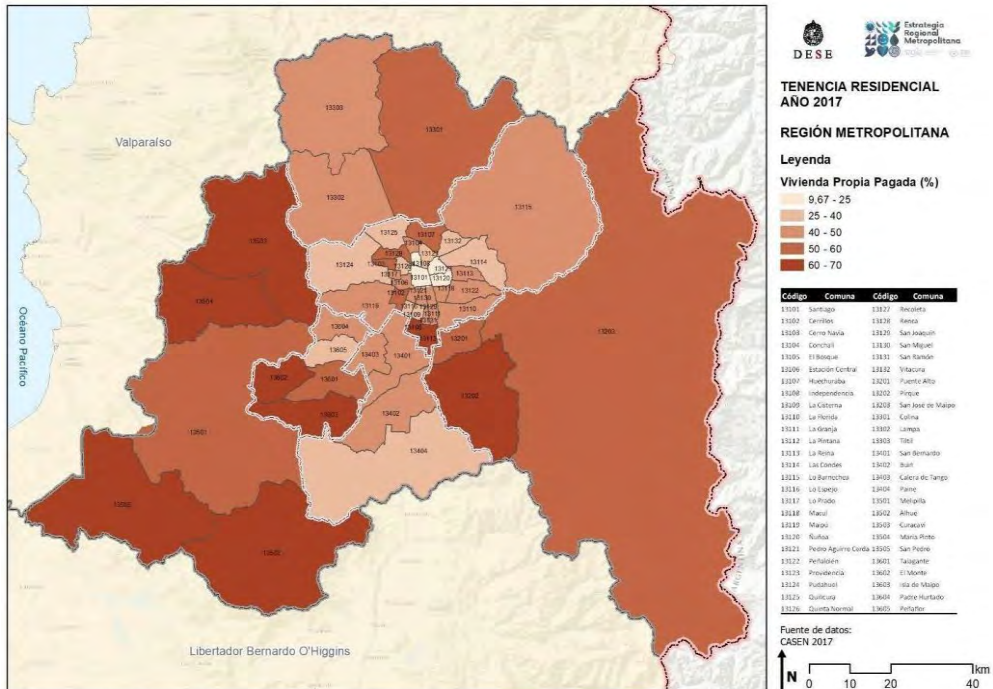 DESE
Estrategia
Regional
Metropolitana
TENENCIA RESIDENCIAL
AÑO 2017
REGIÓN METROPOLITANA
Leyenda
Vivienda Propia Pagada (%)
9,67 - 25
25 - 40
40 - 50
50 - 60
60 - 70
Código Comuna Código Comuna
13101 Santiago 13127 Recoleta
13102 Cerrillos 13128 Renca
13103 Cerro Navia 13129 San Joaquin
13104 Conchalí 13130 San Miguel
13105 El Bosque 13131 San Ramón
13106 Estación Central 13132 Vitacura
13107 Huechuraba 13201 Puente Alto
13108 Independencia 13202 Pirque
13109 La Cisterna 13203 San José de Maipo
13110 La Florida 13301 Colina
13111 La Granja 13302 Lampa
13112 La Pintana 13303 Tiltil
13113 La Reina 13401 San Bernardo
13114 Las Condes 13402 Buin
13115 Lo Barnechea 13403 Calera de Tango
13116 Lo Espejo 13404 Paine
13117 Lo Prado 13501 Melipilla
13118 Macul 13502 Alhué
13119 Maipú 13503 Curacaví
13120 Ñuñoa 13504 María Pinto
13121 Pedro Aguirre Cerda 13505 San Pedro
13122 Peñalolén 13601 Talagante
13123 Providencia 13602 El Monte
13124 Pudahuel 13603 Isla de Maipo
13125 Quilicura 13604 Padre Hurtado
13126 Quinta Normal 13605 Peñaflor
Fuente de datos:
CASEN 2017
N
km
0 10 20 40
Valparaíso
Océano Pacífico
Libertador Bernardo O'Higgins
13303
13301
13302
13115
13107
13125
13132
13124
13114
13101
13120
13113
13122
13119
13110
13503
13504
13605
13403
13401
13201
13203
13602
13601
13603
13202
13402
13404
13501
13505
13502